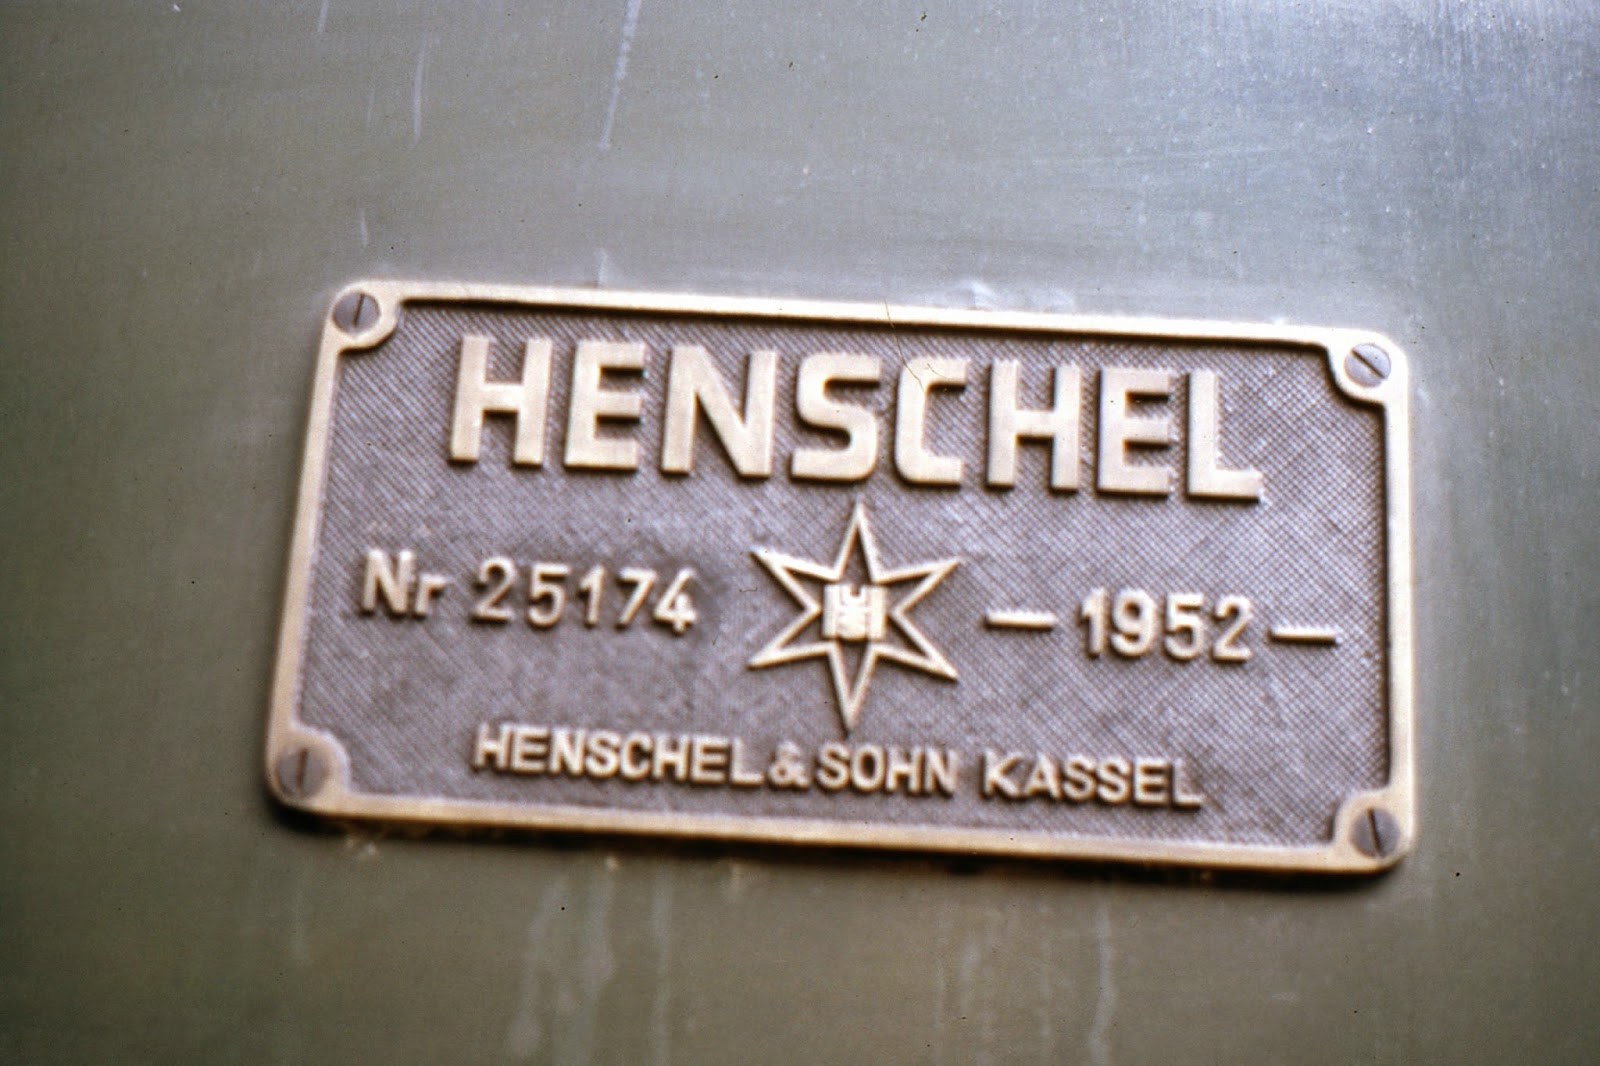 HENSCHEL
Nr 25174 — 1952 —
HENSCHEL & SOHN KASSEL